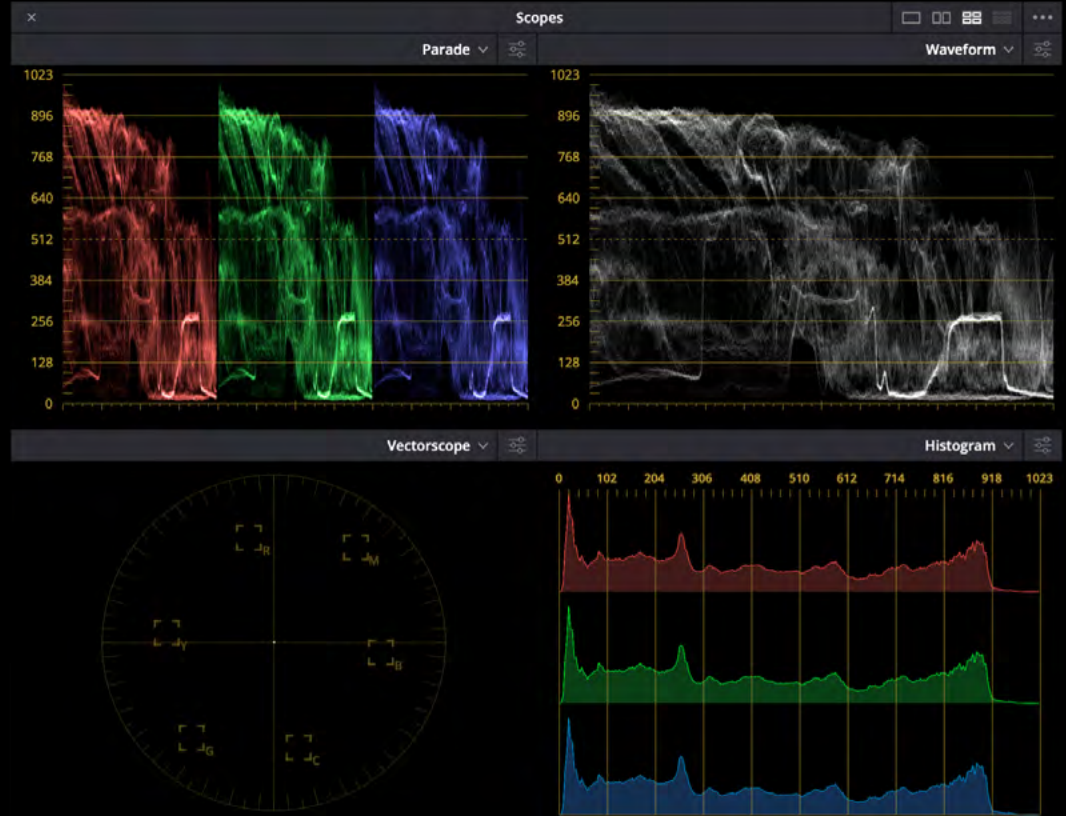 × Scopes •••
Parade
Waveform
1023
896
768
640
512
384
256
128
0
1023
896
768
640
512
384
256
128
0
Vectorscope
Histogram
R
M
Y
B
G
C
0 102 204 306 408 510 612 714 816 918 1023